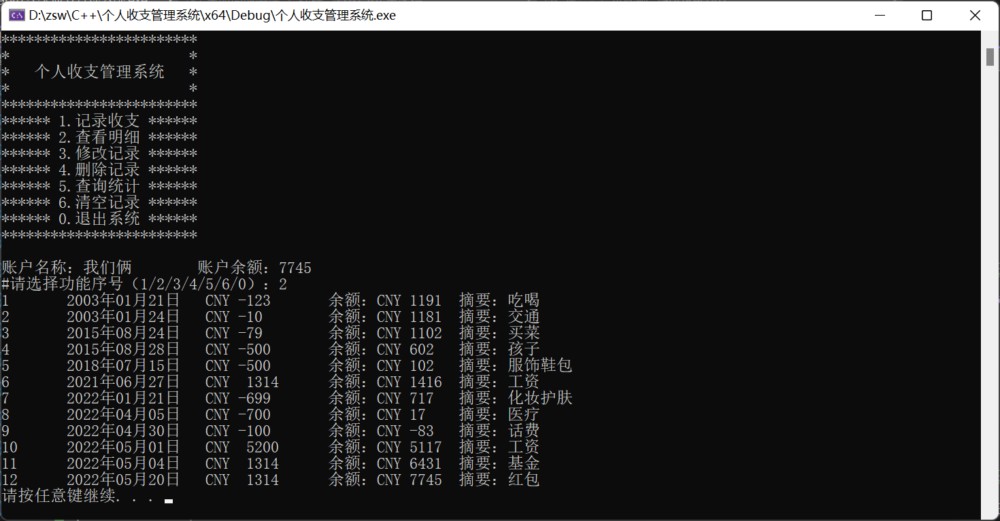 D:\zsw\C++\个人收支管理系统\x64\Debug\个人收支管理系统.exe
************************
*                      *
*   个人收支管理系统   *
*                      *
************************
****** 1.记录收支 ******
****** 2.查看明细 ******
****** 3.修改记录 ******
****** 4.删除记录 ******
****** 5.查询统计 ******
****** 6.清空记录 ******
****** 0.退出系统 ******
************************
账户名称：我们俩        账户余额：7745
#请选择功能序号（1/2/3/4/5/6/0）：2
1       2003年01月21日   CNY -123       余额：CNY 1191  摘要：吃喝
2       2003年01月24日   CNY -10        余额：CNY 1181  摘要：交通
3       2015年08月24日   CNY -79        余额：CNY 1102  摘要：买菜
4       2015年08月28日   CNY -500       余额：CNY 602   摘要：孩子
5       2018年07月15日   CNY -500       余额：CNY 102   摘要：服饰鞋包
6       2021年06月27日   CNY  1314      余额：CNY 1416  摘要：工资
7       2022年01月21日   CNY -699       余额：CNY 717   摘要：化妆护肤
8       2022年04月05日   CNY -700       余额：CNY 17    摘要：医疗
9       2022年04月30日   CNY -100       余额：CNY -83   摘要：话费
10      2022年05月01日   CNY  5200      余额：CNY 5117  摘要：工资
11      2022年05月04日   CNY  1314      余额：CNY 6431  摘要：基金
12      2022年05月20日   CNY  1314      余额：CNY 7745  摘要：红包
请按任意键继续. . .